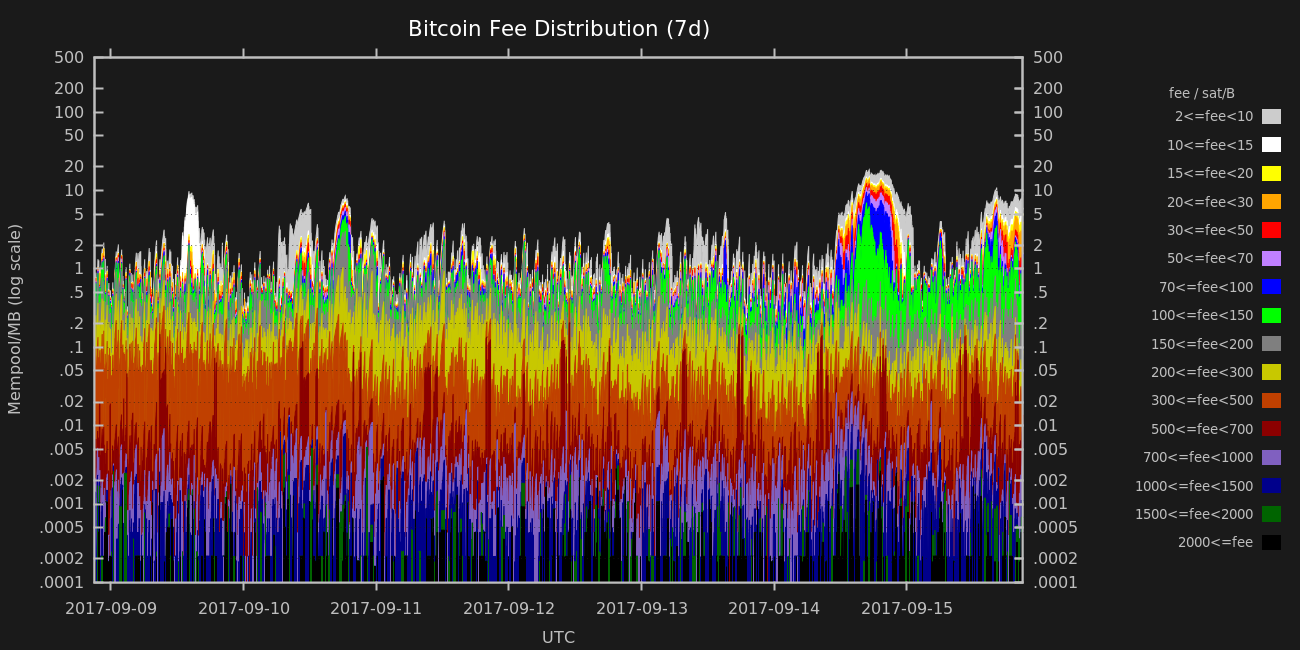 Bitcoin Fee Distribution (7d)
Mempool/MB (log scale)
500
200
100
50
20
10
5
2
1
.5
.2
.1
.05
.02
.01
.005
.002
.001
.0005
.0002
.0001
500
200
100
50
20
10
5
2
1
.5
.2
.1
.05
.02
.01
.005
.002
.001
.0005
.0002
.0001
2017-09-09 2017-09-10 2017-09-11 2017-09-12 2017-09-13 2017-09-14 2017-09-15
UTC
fee / sat/B
2<=fee<10
10<=fee<15
15<=fee<20
20<=fee<30
30<=fee<50
50<=fee<70
70<=fee<100
100<=fee<150
150<=fee<200
200<=fee<300
300<=fee<500
500<=fee<700
700<=fee<1000
1000<=fee<1500
1500<=fee<2000
2000<=fee